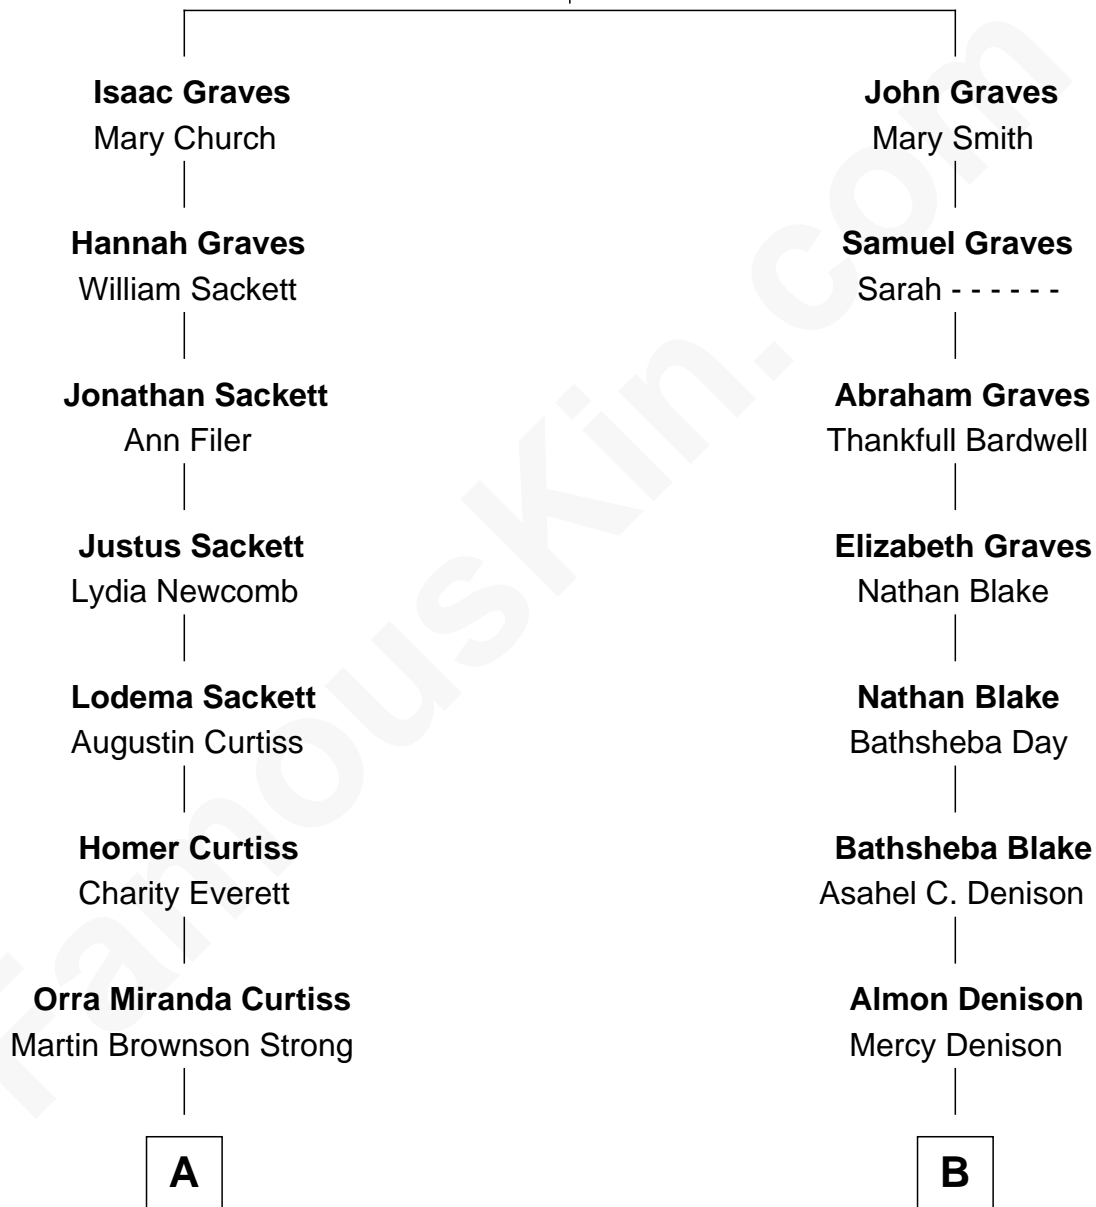 Isaac Graves
Mary Church
Hannah Graves
William Sackett
Jonathan Sackett
Ann Filer
Justus Sackett
Lydia Newcomb
Lodema Sackett
Augustin Curtiss
Homer Curtiss
Charity Everett
Orra Miranda Curtiss
Martin Brownson Strong
A
John Graves
Mary Smith
Samuel Graves
Sarah - - - - - -
Abraham Graves
Thankfull Bardwell
Elizabeth Graves
Nathan Blake
Nathan Blake
Bathsheba Day
Bathsheba Blake
Asahel C. Denison
Almon Denison
Mercy Denison
B
FamousKin.com